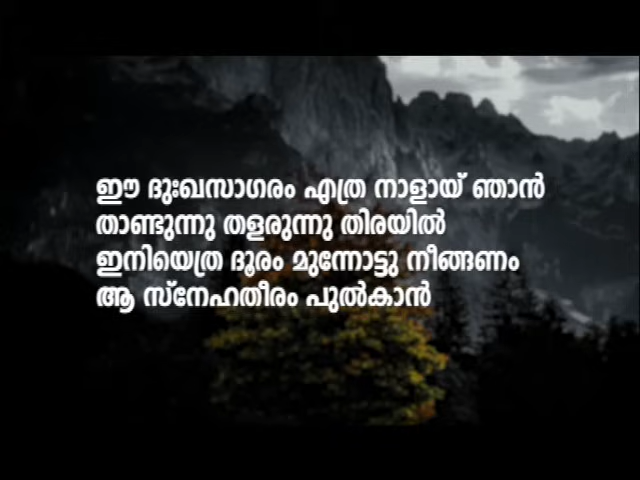 ഈ ദുഃഖസാഗരം എത്ര നാളായ് ഞാൻ
താണ്ടുന്നു തളരുന്നു തിരയിൽ
ഇനിയെത്ര ദൂരം മുന്നോട്ടു നീങ്ങണം
ആ സ്നേഹതീരം പുൽകാൻ